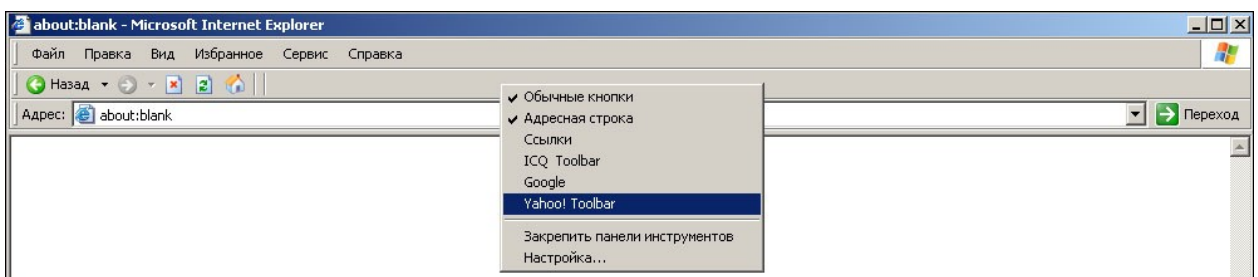 about:blank - Microsoft Internet Explorer
Файл Правка Вид Избранное Сервис Справка
Назад
Адрес: about:blank Переход
Обычные кнопки
Адресная строка
Ссылки
ICQ Toolbar
Google
Yahoo! Toolbar
Закрепить панели инструментов
Настройка...